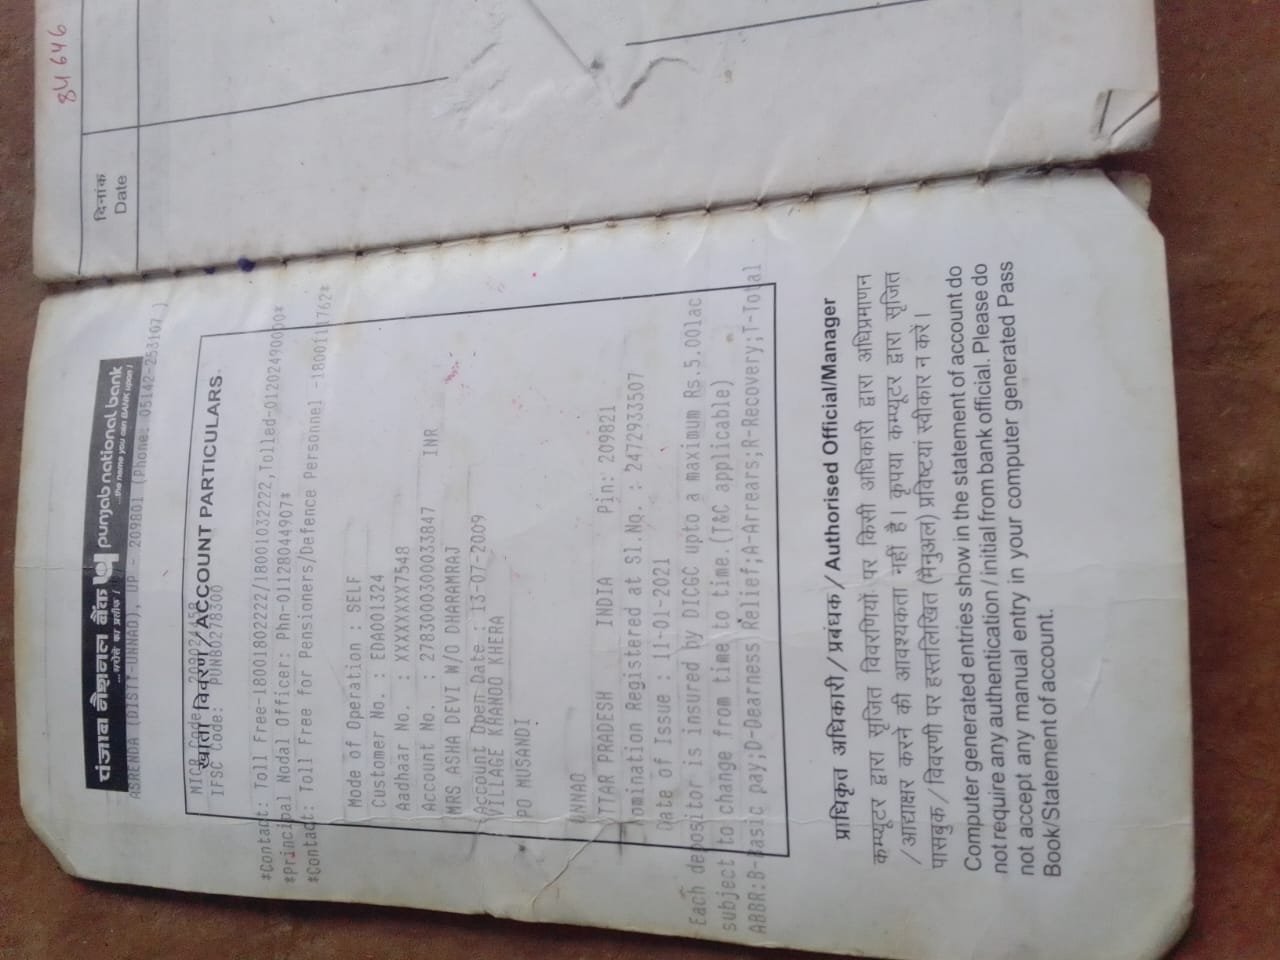 84646
दिनांक
Date
पंजाब नैशनल बैंक punjab national bank
...भरोसे का प्रतीक ! ...the name you can BANK upon !
ASRENDA (DISTT-UNNAO), UP - 209801 (Phone: 05142-253107 )
MICR Code:
खाता विवरण / ACCOUNT PARTICULARS
IFSC Code: PUNB0278300
*Contact: Toll Free-18001802222/18001032222,Tolled-01202490000*
*Principal Nodal Officer: Phn-01128044907*
*Contact: Toll Free for Pensioners/Defence Personnel -
Mode of Operation : SELF
Customer No. : EDA001324
Aadhaar No. : XXXXXXXX7548
Account No. : 2783000300033847 INR
MRS ASHA DEVI W/O DHARAMRAJ
Account Open Date : 13-07-2009
VILLAGE KHANOO KHERA
PO MUSANDI
UNNAO
UTTAR PRADESH INDIA Pin: 209821
Nomination Registered at Sl.No. : 2472933507
Date of Issue : 11-01-2021
Each depositor is insured by DICGC upto a maximum Rs.5.00lac
subject to change from time to time.(T&C applicable)
ABBR:B-Basic pay;D-Dearness Relief;A-Arrears;R-Recovery;T-Total
प्राधिकृत अधिकारी / प्रबंधक / Authorised Official/Manager
कम्प्यूटर द्वारा सृजित विवरणियों पर किसी अधिकारी द्वारा अधिप्रमाणन
/ आद्याक्षर करने की आवश्यकता नहीं है। कृपया कम्प्यूटर द्वारा सृजित
पासबुक / विवरणी पर हस्तलिखित (मैनुअल) प्रविष्टियां स्वीकार न करें।
Computer generated entries show in the statement of account do
not require any authentication / initial from bank official. Please do
not accept any manual entry in your computer generated Pass
Book/Statement of account.